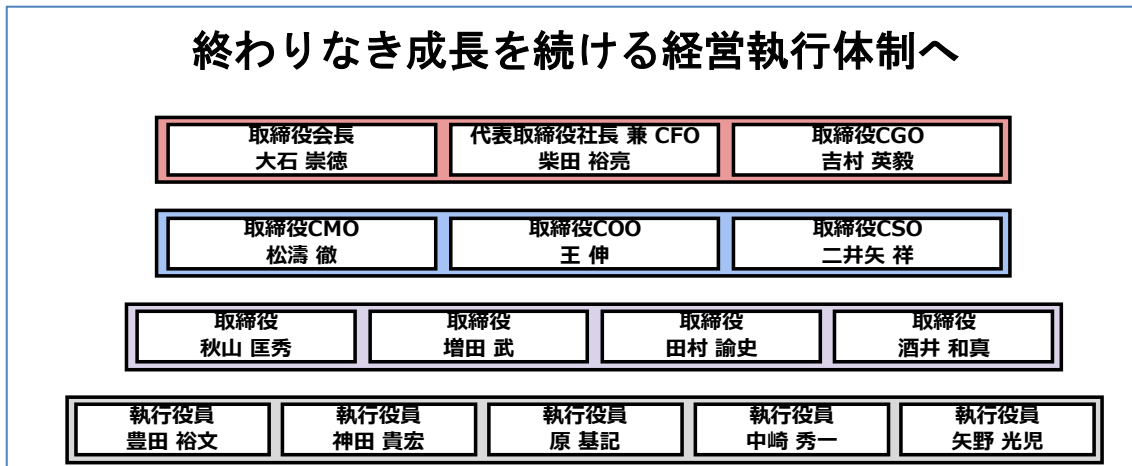 終わりなき成長を続ける経営執行体制へ
取締役会長
大石 崇徳
代表取締役社長 兼 CFO
柴田 裕亮
取締役CGO
吉村 英毅
取締役CMO
松濤 徹
取締役COO
王 伸
取締役CSO
二井矢 祥
取締役
秋山 匡秀
取締役
増田 武
取締役
田村 諭史
取締役
酒井 和真
執行役員
豊田 裕文
執行役員
神田 貴宏
執行役員
原 基記
執行役員
中崎 秀一
執行役員
矢野 光児